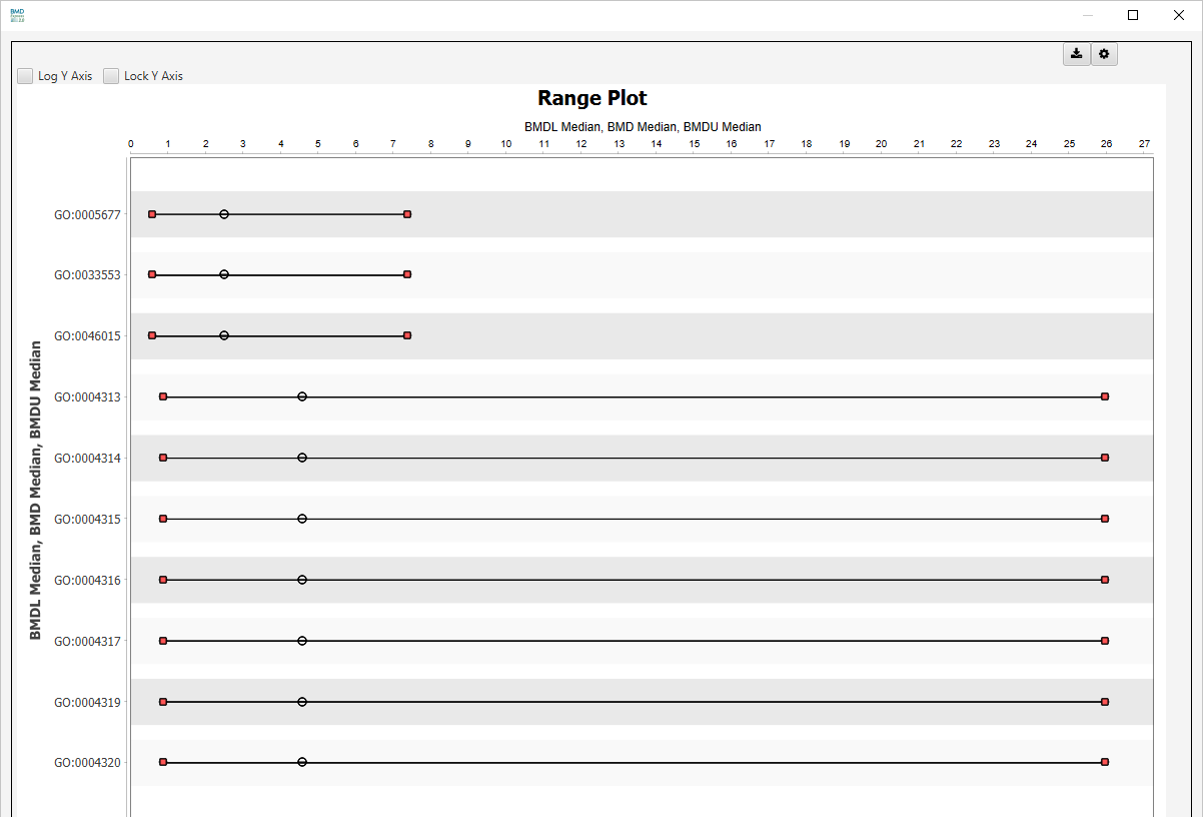 BMD
Log Y Axis Lock Y Axis
Range Plot
BMDL Median, BMD Median, BMDU Median
0 1 2 3 4 5 6 7 8 9 10 11 12 13 14 15 16 17 18 19 20 21 22 23 24 25 26 27
BMDL Median, BMD Median, BMDU Median
GO:0005677
GO:0033553
GO:0046015
GO:0004313
GO:0004314
GO:0004315
GO:0004316
GO:0004317
GO:0004319
GO:0004320